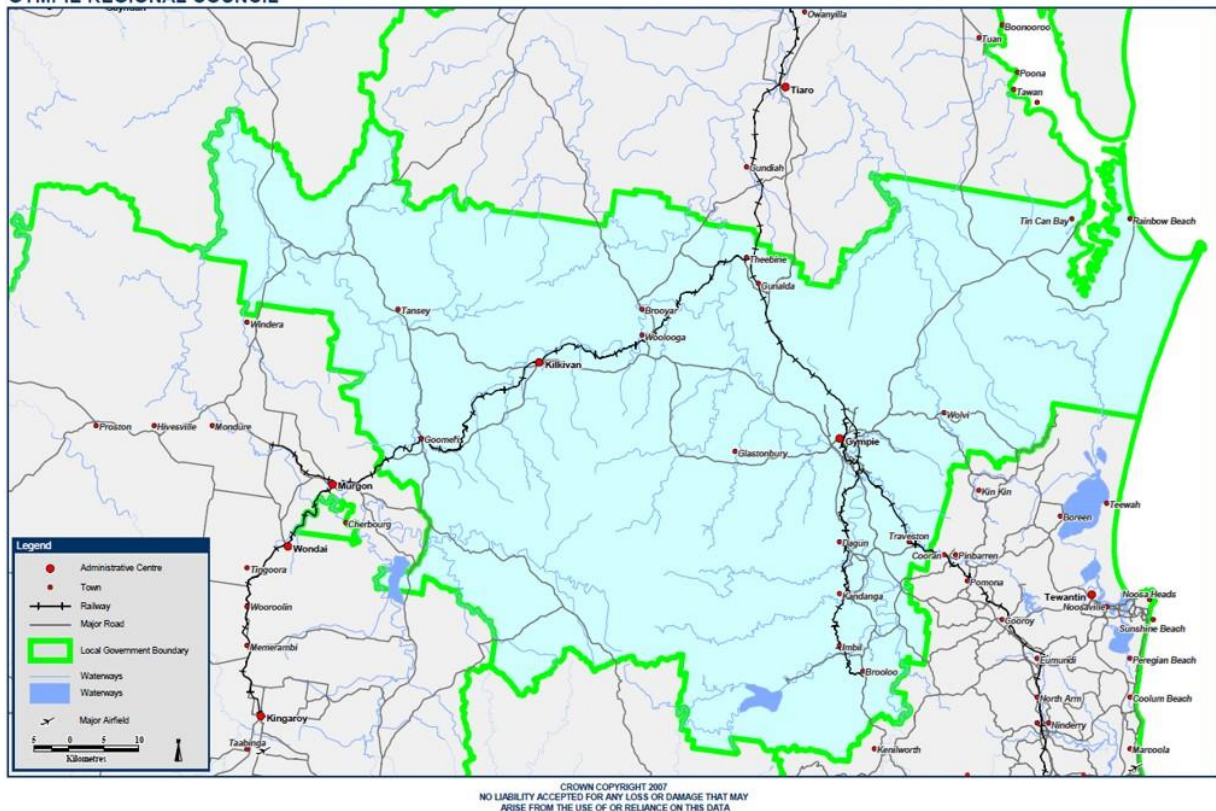 GYMPIE REGIONAL COUNCIL
Owanyilla
Boonooroo
Tuan
Poona
Tawan
Tiaro
Gundiah
Tin Can Bay
Rainbow Beach
Theebine
Gunalda
Tansey
Brooyar
Windera
Woolooga
Kilkivan
Wolvi
Proston
Hivesville
Mondure
Goomeri
Gympie
Glastonbury
Murgon
Kin Kin
Teewah
Boreen
Cherbourg
Legend
Administrative Centre
Town
Railway
Major Road
Local Government Boundary
Waterways
Waterways
Major Airfield
5 0 5 10
Kilometres
Wondai
Traveston
Dagun
Cooran
Pinbarren
Tingoora
Pomona
Kandanga
Tewantin
Noosa Heads
Noosaville
Wooroolin
Cooroy
Sunshine Beach
Memerambi
Imbil
Eumundi
Peregian Beach
Brooloo
North Arm
Coolum Beach
Kingaroy
Ninderry
Taabinga
Kenilworth
Marcoola
CROWN COPYRIGHT 2007
NO LIABILITY ACCEPTED FOR ANY LOSS OR DAMAGE THAT MAY
ARISE FROM THE USE OF OR RELIANCE ON THIS DATA